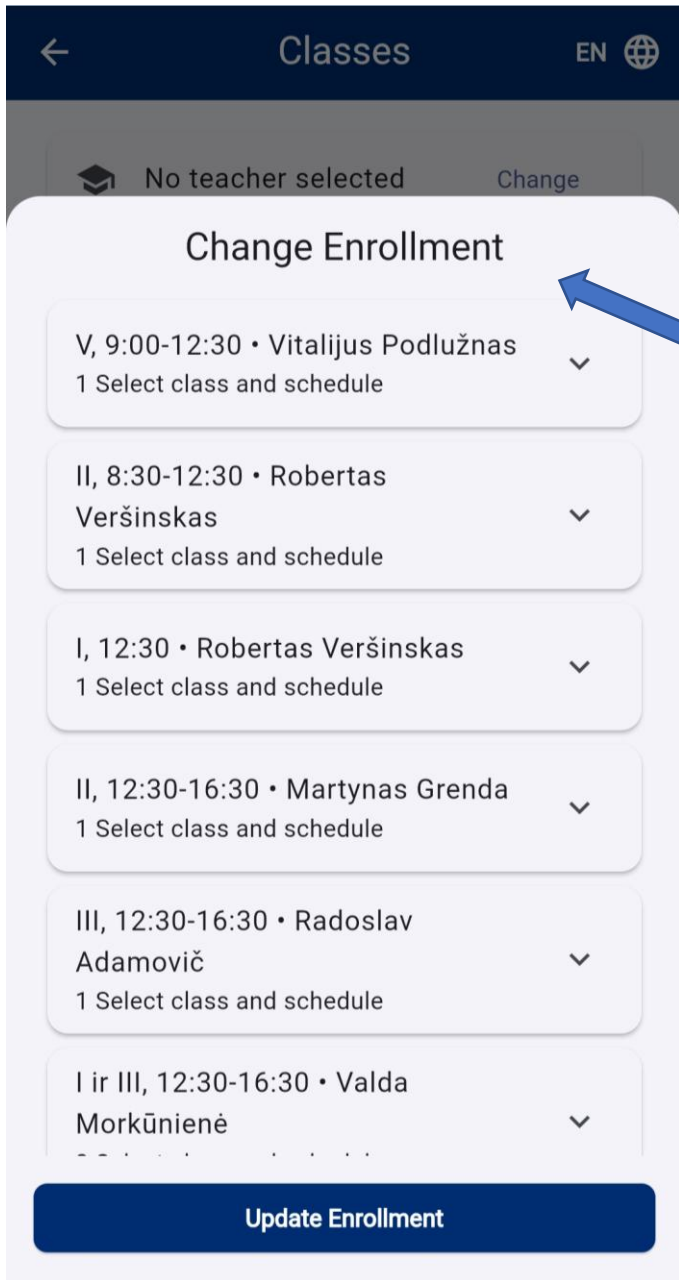 Classes EN
No teacher selected Change
Change Enrollment
V, 9:00-12:30 • Vitalijus Podlužnas
1 Select class and schedule
II, 8:30-12:30 • Robertas
Veršinskas
1 Select class and schedule
I, 12:30 • Robertas Veršinskas
1 Select class and schedule
II, 12:30-16:30 • Martynas Grenda
1 Select class and schedule
III, 12:30-16:30 • Radoslav
Adamovič
1 Select class and schedule
I ir III, 12:30-16:30 • Valda
Morkūnienė
Update Enrollment